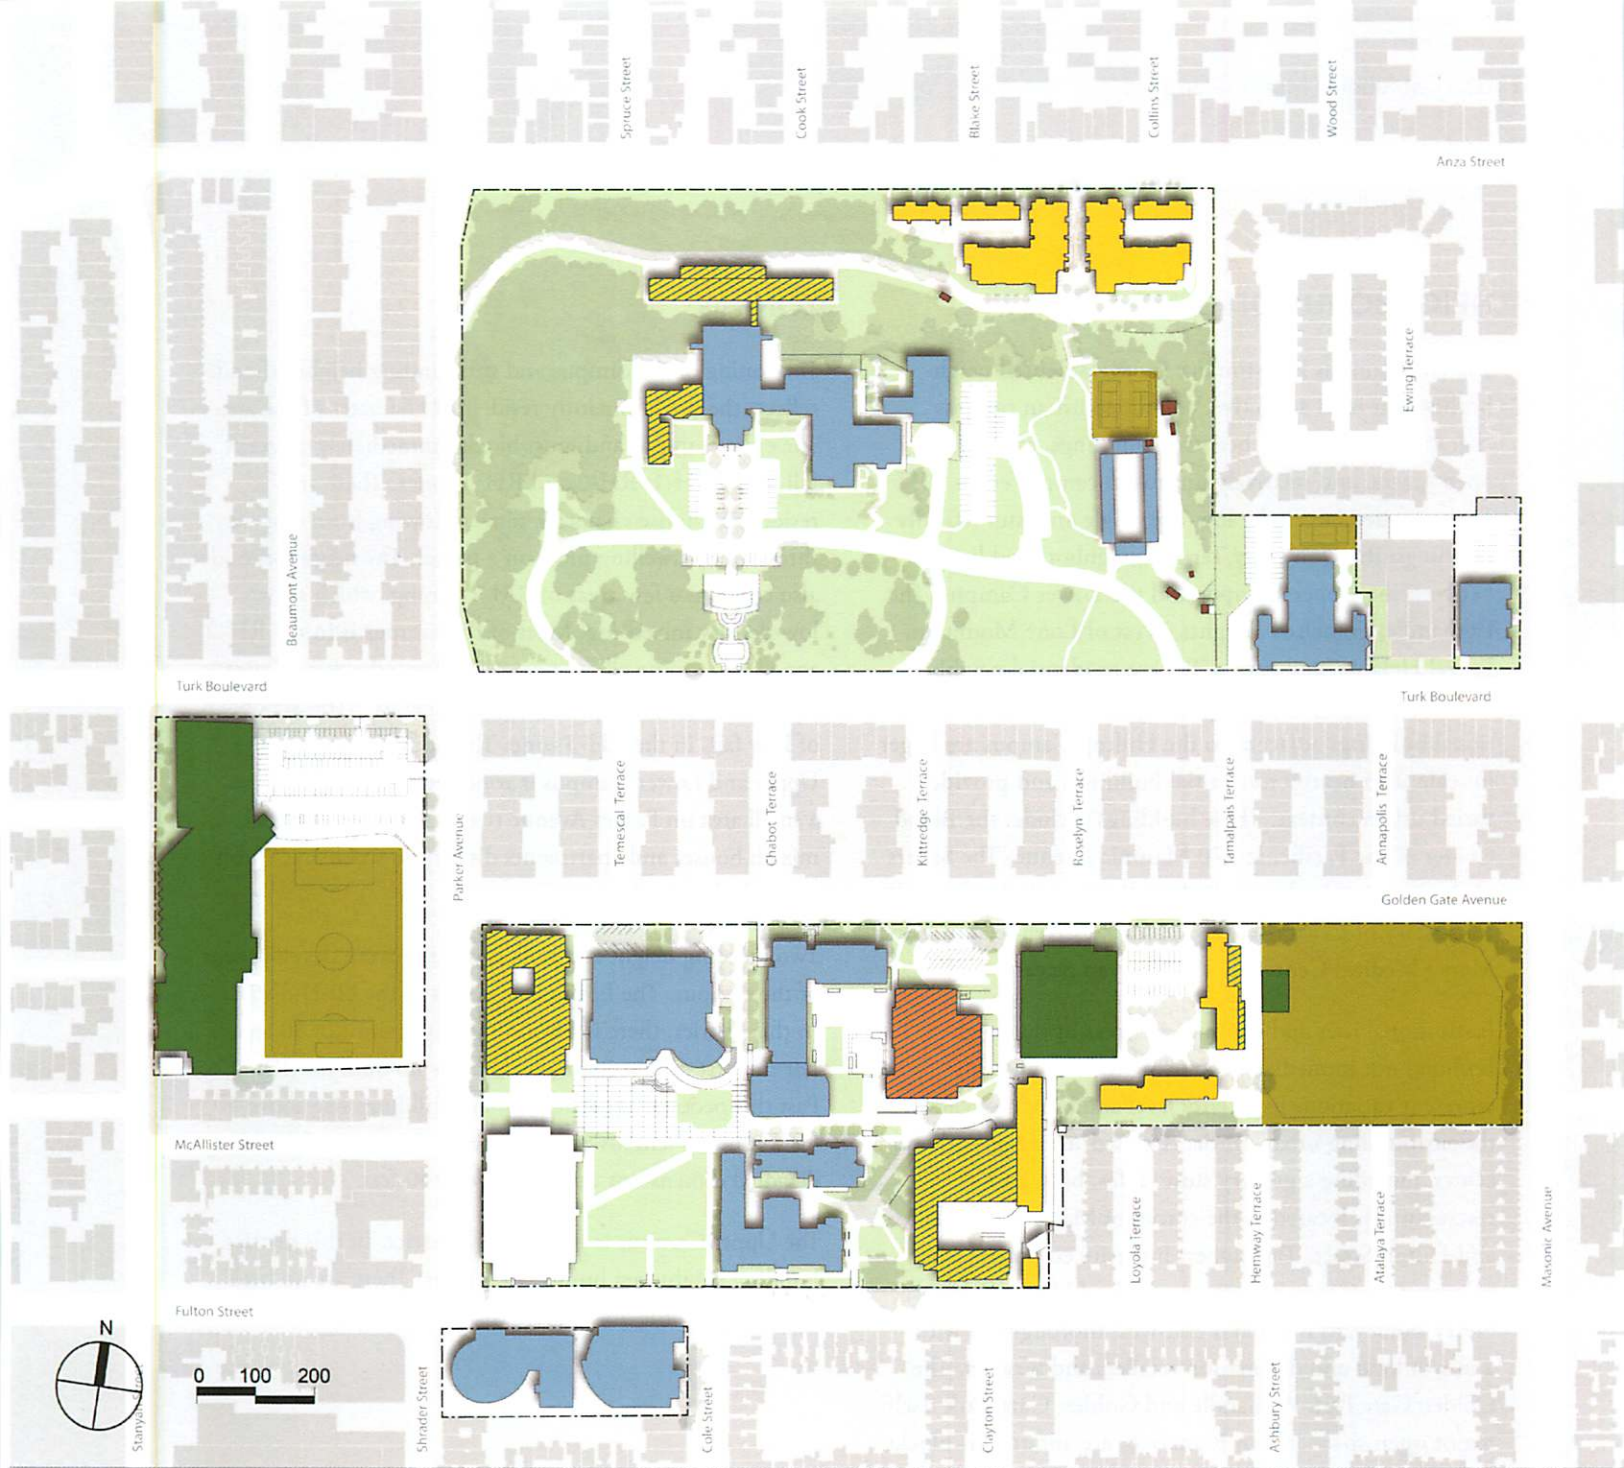 Spruce Street
Cook Street
Blake Street
Collins Street
Wood Street
Anza Street
Ewing Terrace
Beaumont Avenue
Turk Boulevard
Turk Boulevard
Parker Avenue
Temescal Terrace
Chabot Terrace
Kittredge Terrace
Roselyn Terrace
Tamalpais Terrace
Annapolis Terrace
Golden Gate Avenue
McAllister Street
Loyola Terrace
Hemway Terrace
Atalaya Terrace
Masonic Avenue
Fulton Street
N
0 100 200
Stanyan Street
Shrader Street
Cole Street
Clayton Street
Ashbury Street